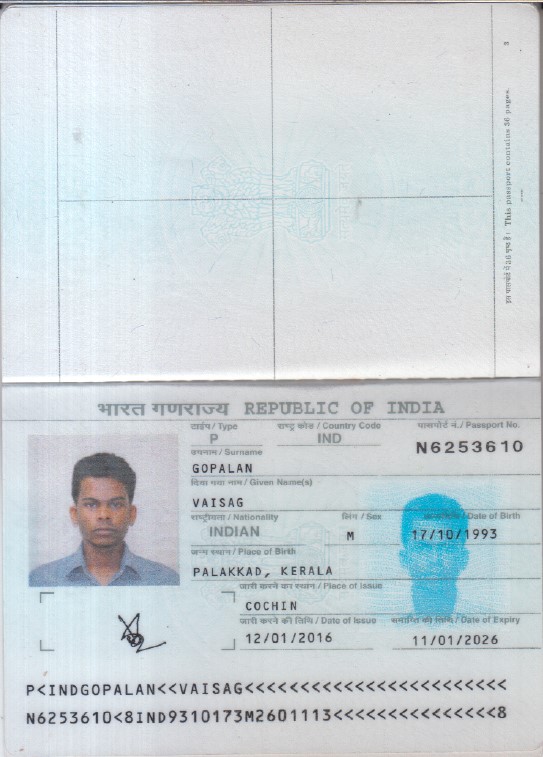 इस पासपोर्ट में 36 पृष्ठ हैं। This passport contains 36 pages.
3
भारत गणराज्य REPUBLIC OF INDIA
टाईप / Type राष्ट्र कोड / Country Code पासपोर्ट नं. / Passport No.
P IND N6253610
उपनाम / Surname
GOPALAN
दिया गया नाम / Given Name(s)
VAISAG
राष्ट्रीयता / Nationality लिंग / Sex जन्मतिथि / Date of Birth
INDIAN M 17/10/1993
जन्म स्थान / Place of Birth
PALAKKAD, KERALA
जारी करने का स्थान / Place of Issue
COCHIN
जारी करने की तिथि / Date of Issue समाप्ति की तिथि / Date of Expiry
12/01/2016 11/01/2026
P<INDGOPALAN<<VAISAG<<<<<<<<<<<<<<<<<<<<<<<<
N6253610<8IND9310173M2601113<<<<<<<<<<<<<<<8